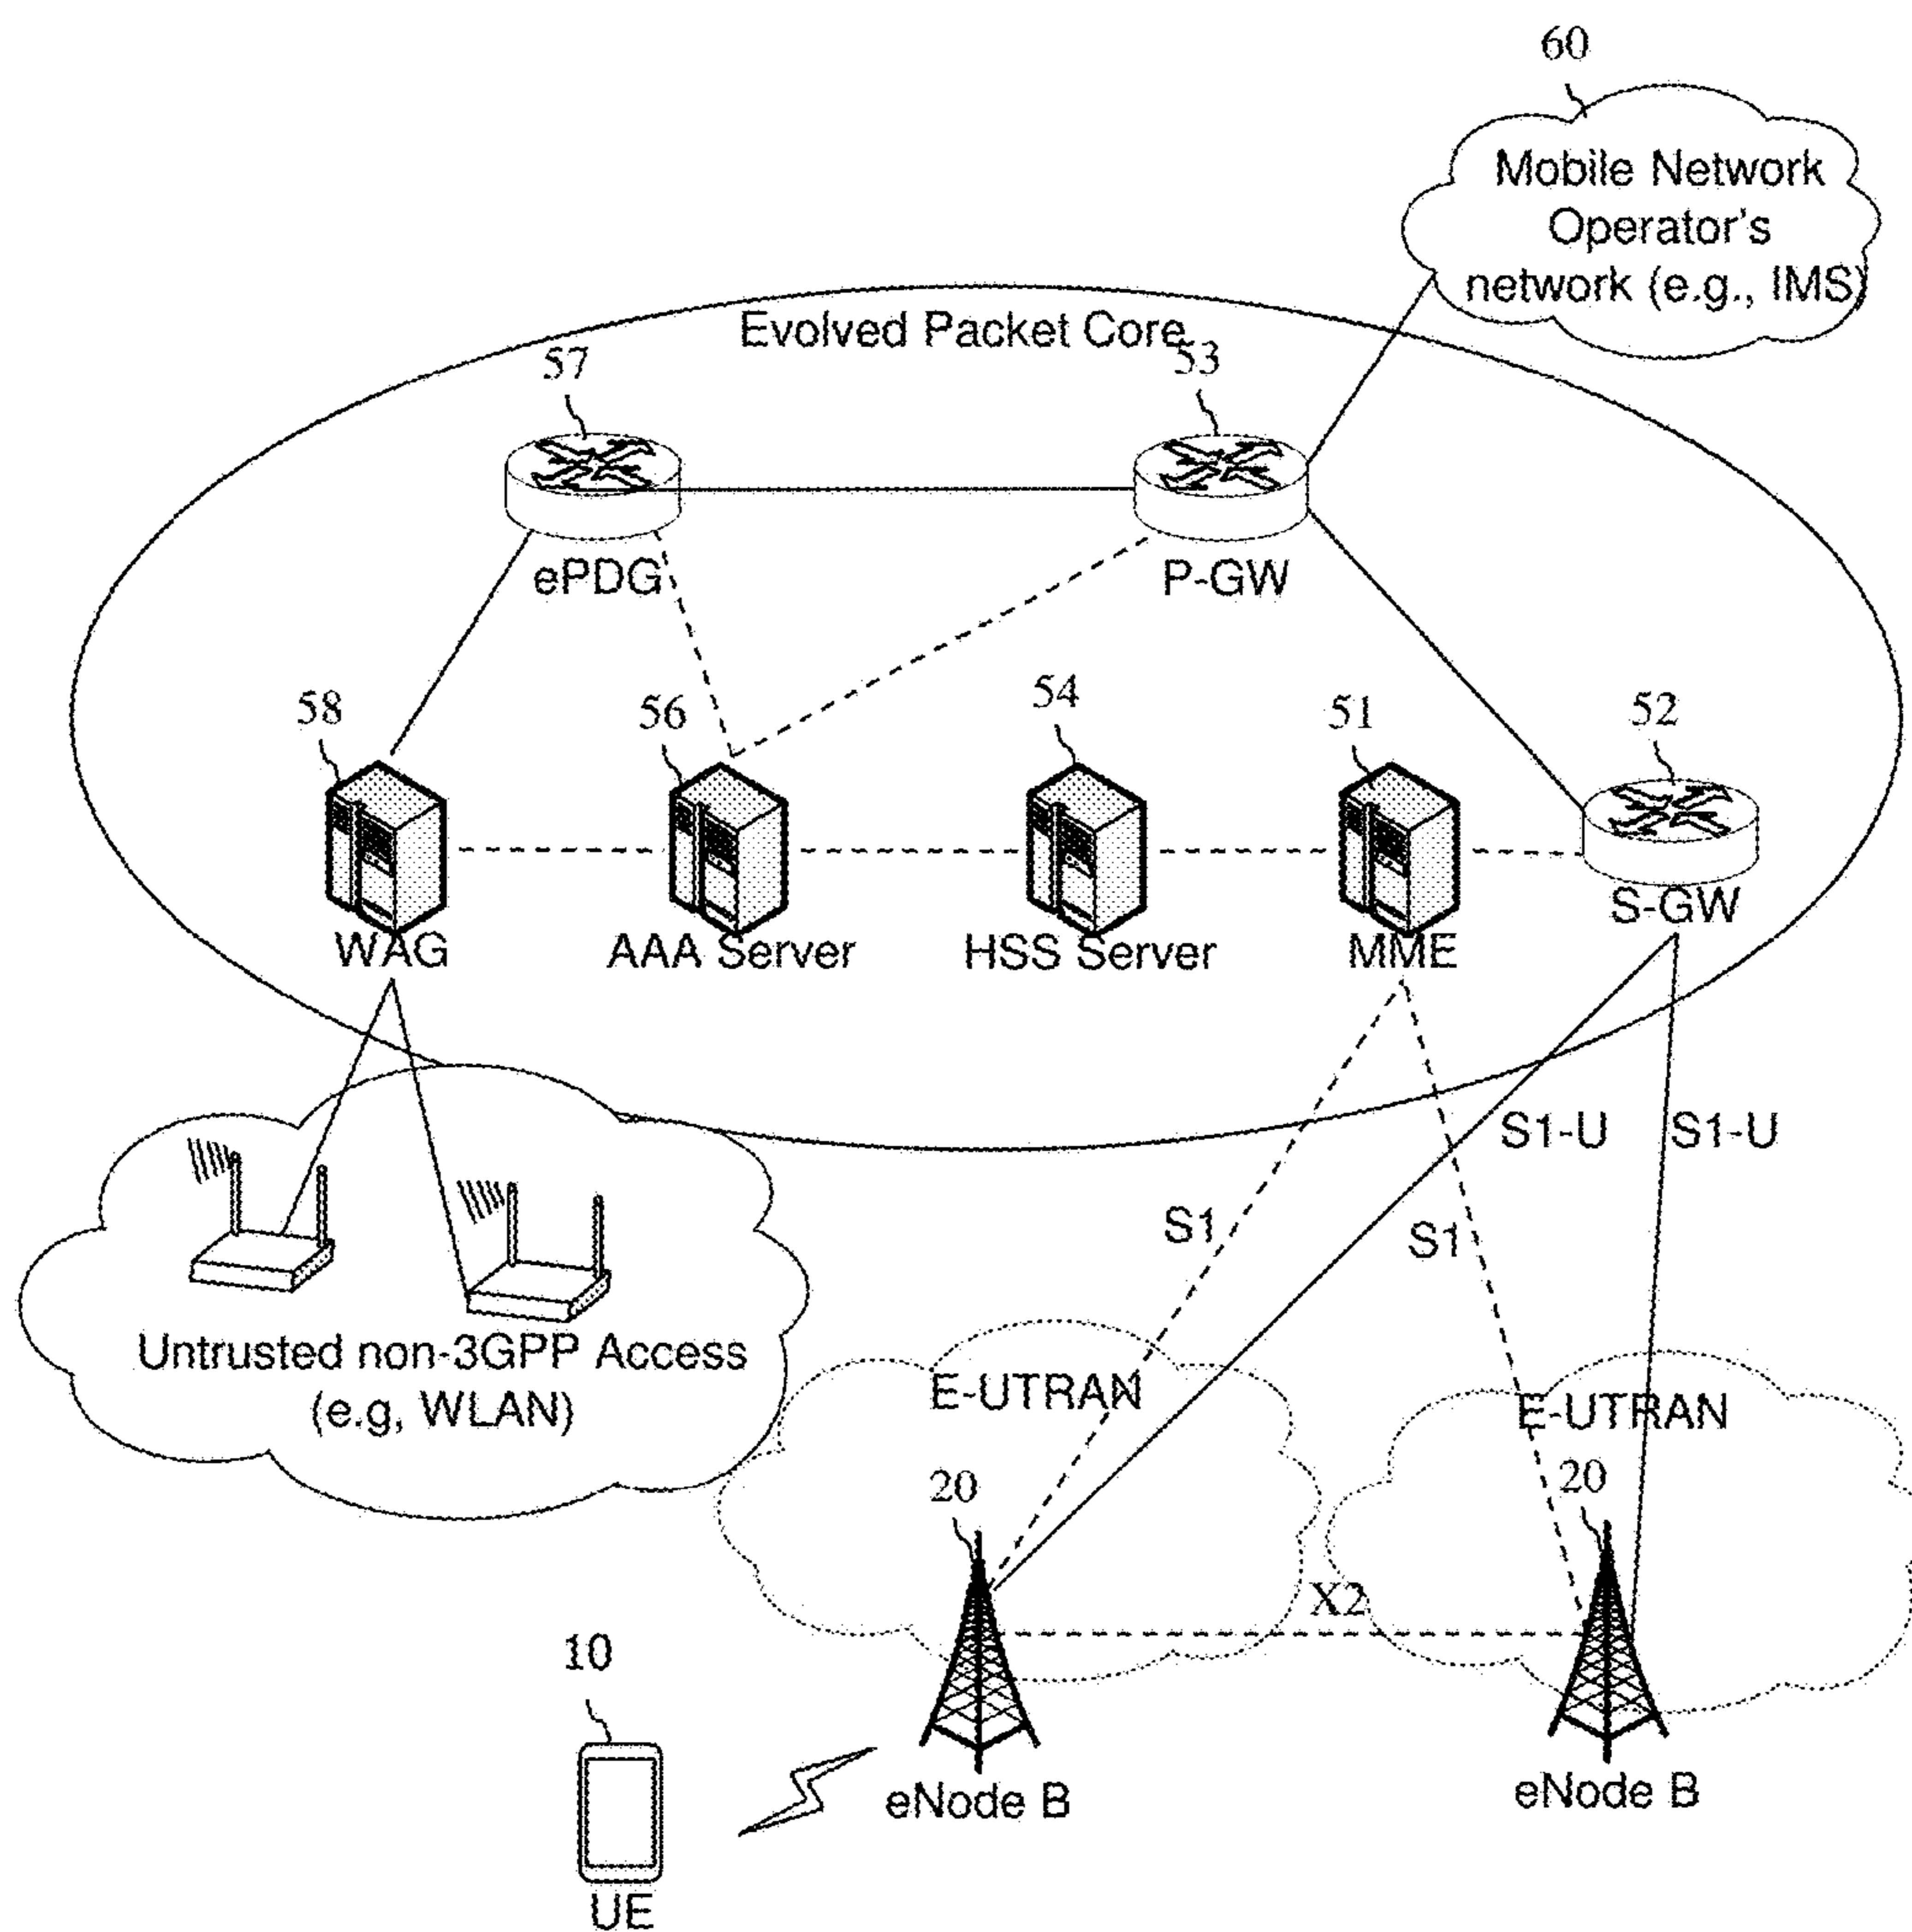 60
Mobile Network
Operator's
network (e.g., IMS)
Evolved Packet Core
57
53
ePDG
P-GW
58
56
54
51
52
WAG
AAA Server
HSS Server
MME
S-GW
S1-U
S1-U
S1
S1
Untrusted non-3GPP Access
(e.g, WLAN)
E-UTRAN
E-UTRAN
20
20
X2
10
eNode B
eNode B
UE